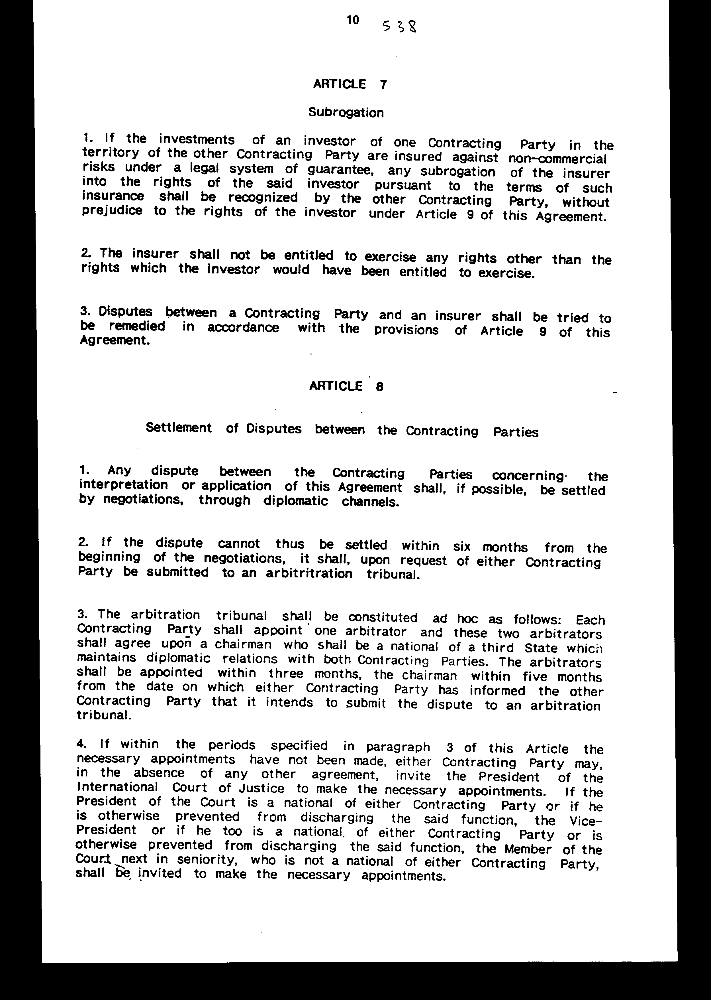 10 538
ARTICLE 7
Subrogation
1. If the investments of an investor of one Contracting Party in the
territory of the other Contracting Party are insured against non-commercial
risks under a legal system of guarantee, any subrogation of the insurer
into the rights of the said investor pursuant to the terms of such
insurance shall be recognized by the other Contracting Party, without
prejudice to the rights of the investor under Article 9 of this Agreement.
2. The insurer shall not be entitled to exercise any rights other than the
rights which the investor would have been entitled to exercise.
3. Disputes between a Contracting Party and an insurer shall be tried to
be remedied in accordance with the provisions of Article 9 of this
Agreement.
ARTICLE 8
Settlement of Disputes between the Contracting Parties
1. Any dispute between the Contracting Parties concerning the
interpretation or application of this Agreement shall, if possible, be settled
by negotiations, through diplomatic channels.
2. If the dispute cannot thus be settled within six months from the
beginning of the negotiations, it shall, upon request of either Contracting
Party be submitted to an arbitritration tribunal.
3. The arbitration tribunal shall be constituted ad hoc as follows: Each
Contracting Party shall appoint one arbitrator and these two arbitrators
shall agree upon a chairman who shall be a national of a third State which
maintains diplomatic relations with both Contracting Parties. The arbitrators
shall be appointed within three months, the chairman within five months
from the date on which either Contracting Party has informed the other
Contracting Party that it intends to submit the dispute to an arbitration
tribunal.
4. If within the periods specified in paragraph 3 of this Article the
necessary appointments have not been made, either Contracting Party may,
in the absence of any other agreement, invite the President of the
International Court of Justice to make the necessary appointments. If the
President of the Court is a national of either Contracting Party or if he
is otherwise prevented from discharging the said function, the Vice-
President or if he too is a national of either Contracting Party or is
otherwise prevented from discharging the said function, the Member of the
Court next in seniority, who is not a national of either Contracting Party,
shall be invited to make the necessary appointments.